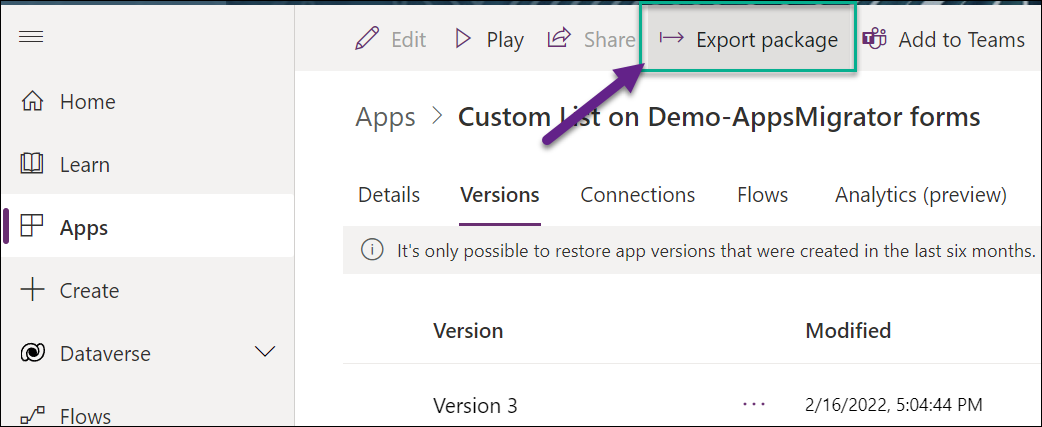 Edit Play Share Export package Add to Teams
Home
Learn
Apps
Create
Dataverse
Flows
Apps > Custom List on Demo-AppsMigrator forms
Details Versions Connections Flows Analytics (preview)
It's only possible to restore app versions that were created in the last six months.
Version Modified
Version 3 ... 2/16/2022, 5:04:44 PM